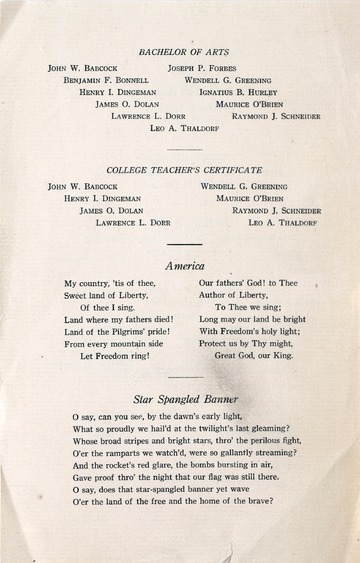 BACHELOR OF ARTS
JOHN W. BABCOCK JOSEPH P. FORBES
BENJAMIN F. BONNELL WENDELL G. GREENING
HENRY I. DINGEMAN IGNATIUS B. HURLEY
JAMES O. DOLAN MAURICE O'BRIEN
LAWRENCE L. DORR RAYMOND J. SCHNEIDER
LEO A. THALDORF
COLLEGE TEACHER'S CERTIFICATE
JOHN W. BABCOCK WENDELL G. GREENING
HENRY I. DINGEMAN MAURICE O'BRIEN
JAMES O. DOLAN RAYMOND J. SCHNEIDER
LAWRENCE L. DORR LEO A. THALDORF
America
My country, 'tis of thee,
Sweet land of Liberty,
Of thee I sing.
Land where my fathers died!
Land of the Pilgrims' pride!
From every mountain side
Let Freedom ring!
Our fathers' God! to Thee
Author of Liberty,
To Thee we sing;
Long may our land be bright
With Freedom's holy light;
Protect us by Thy might,
Great God, our King.
Star Spangled Banner
O say, can you see, by the dawn's early light,
What so proudly we hail'd at the twilight's last gleaming?
Whose broad stripes and bright stars, thro' the perilous fight,
O'er the ramparts we watch'd, were so gallantly streaming?
And the rocket's red glare, the bombs bursting in air,
Gave proof thro' the night that our flag was still there.
O say, does that star-spangled banner yet wave
O'er the land of the free and the home of the brave?